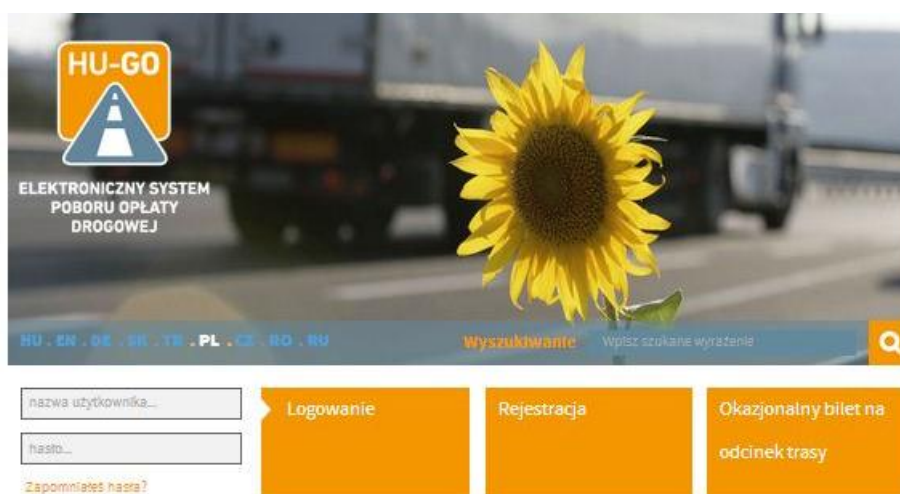 HU-GO
ELEKTRONICZNY SYSTEM
POBORU OPŁATY
DROGOWEJ
HU . EN . DE . SR . TR . PL . CZ . RO . RU
Wyszukiwanie
Wpisz szukane wyrażenie
nazwa użytkownika...
hasło...
Zapomniałeś hasła?
Logowanie
Rejestracja
Okazjonalny bilet na
odcinek trasy